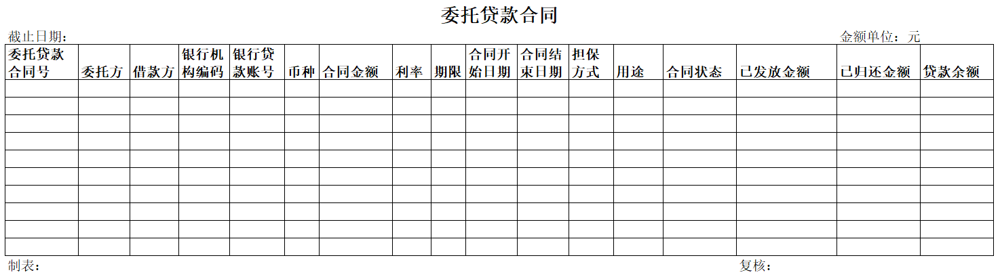 委托贷款合同
截止日期： 金额单位：元
委托贷款 银行机 银行贷 合同开 合同结 担保
合同号 委托方 借款方 构编码 款账号 币种 合同金额 利率 期限 始日期 束日期 方式 用途 合同状态 已发放金额 已归还金额 贷款余额
制表： 复核：